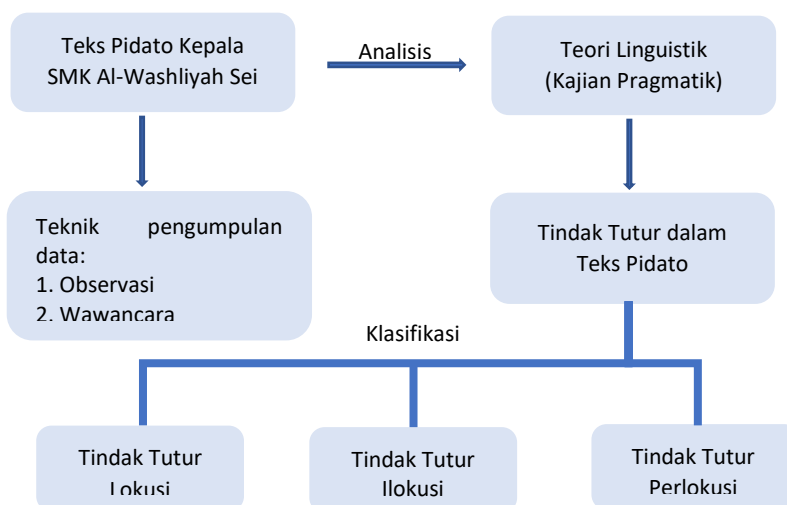 Teks Pidato Kepala
SMK Al-Washliyah Sei
Analisis
Teori Linguistik
(Kajian Pragmatik)
Teknik pengumpulan
data:
1. Observasi
2. Wawancara
Tindak Tutur dalam
Teks Pidato
Klasifikasi
Tindak Tutur
Lokusi
Tindak Tutur
Ilokusi
Tindak Tutur
Perlokusi